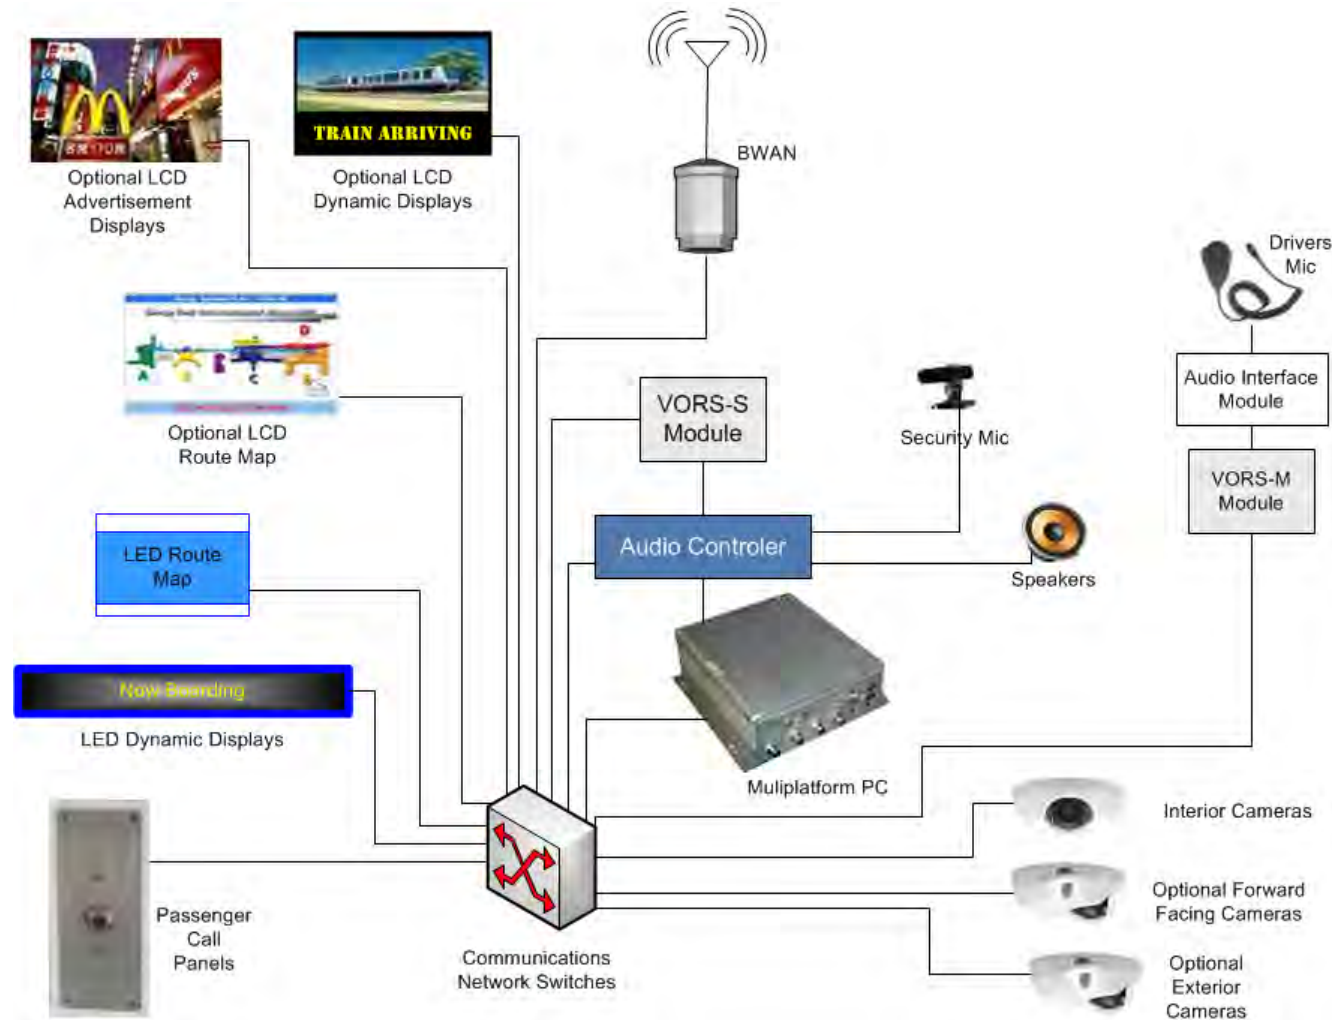 TRAIN ARRIVING
Optional LCD
Advertisement
Displays
Optional LCD
Dynamic Displays
BWAN
Drivers
Mic
Audio Interface
Module
VORS-S
Module
Security Mic
VORS-M
Module
D
A
C
Optional LCD
Route Map
LED Route
Map
Audio Controler
Speakers
Now Boarding
LED Dynamic Displays
Muliplatform PC
Interior Cameras
Optional Forward
Facing Cameras
Passenger
Call
Panels
Communications
Network Switches
Optional
Exterior
Cameras